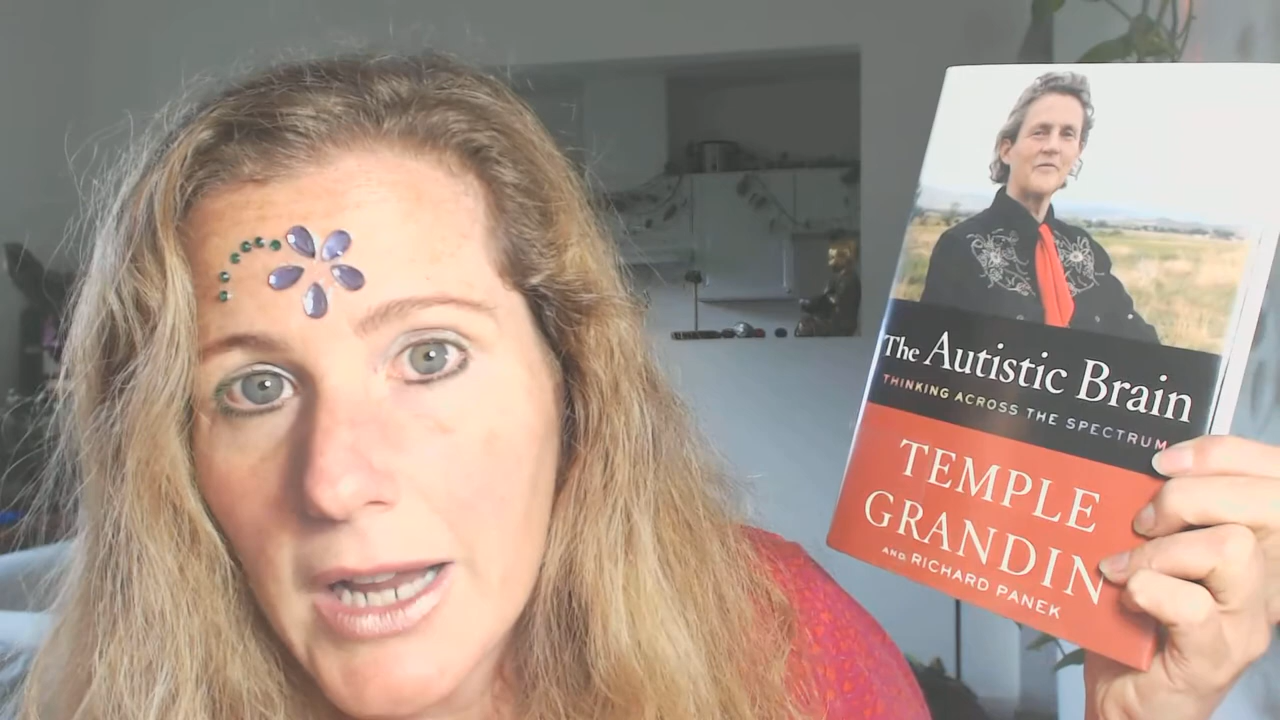 The Autistic Brain
THINKING ACROSS THE SPECTRUM
TEMPLE
GRANDIN
AND RICHARD PANEK